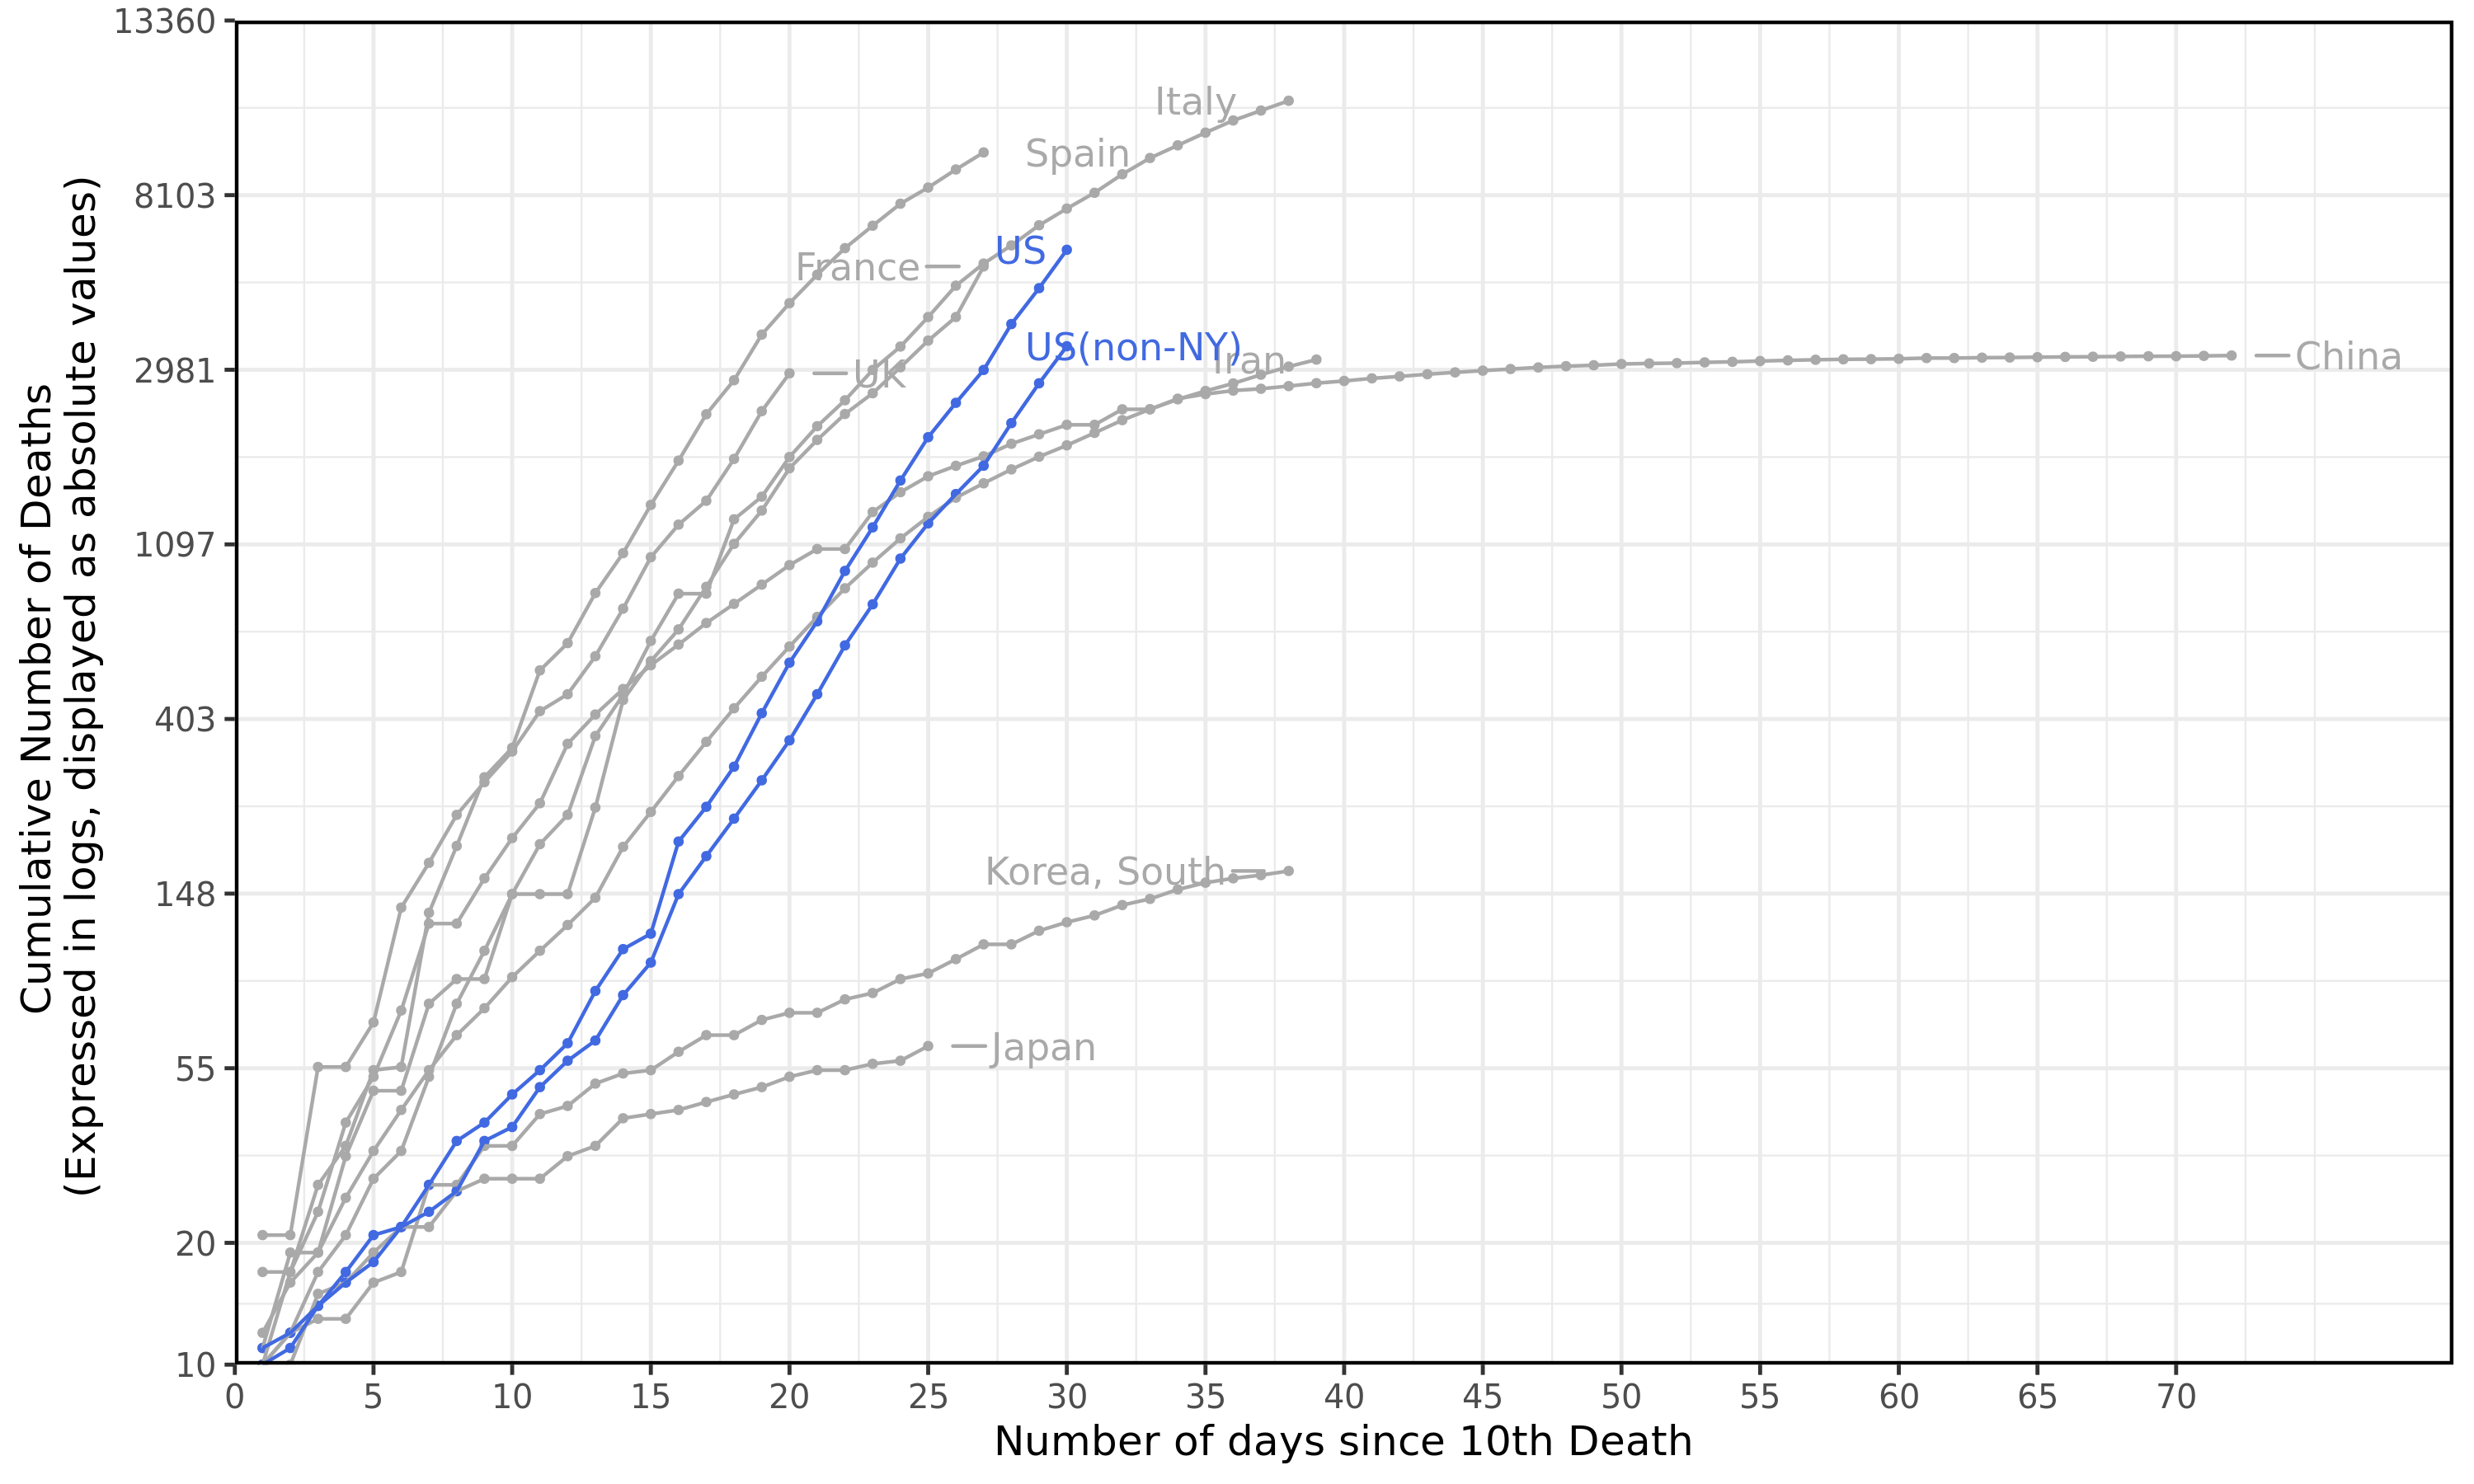 13360
8103
2981
1097
403
148
55
20
10
Cumulative Number of Deaths
(Expressed in logs, displayed as absolute values)
Italy
Spain
US
France
US(non-NY)
Iran
UK
China
Korea, South
Japan
0 5 10 15 20 25 30 35 40 45 50 55 60 65 70
Number of days since 10th Death